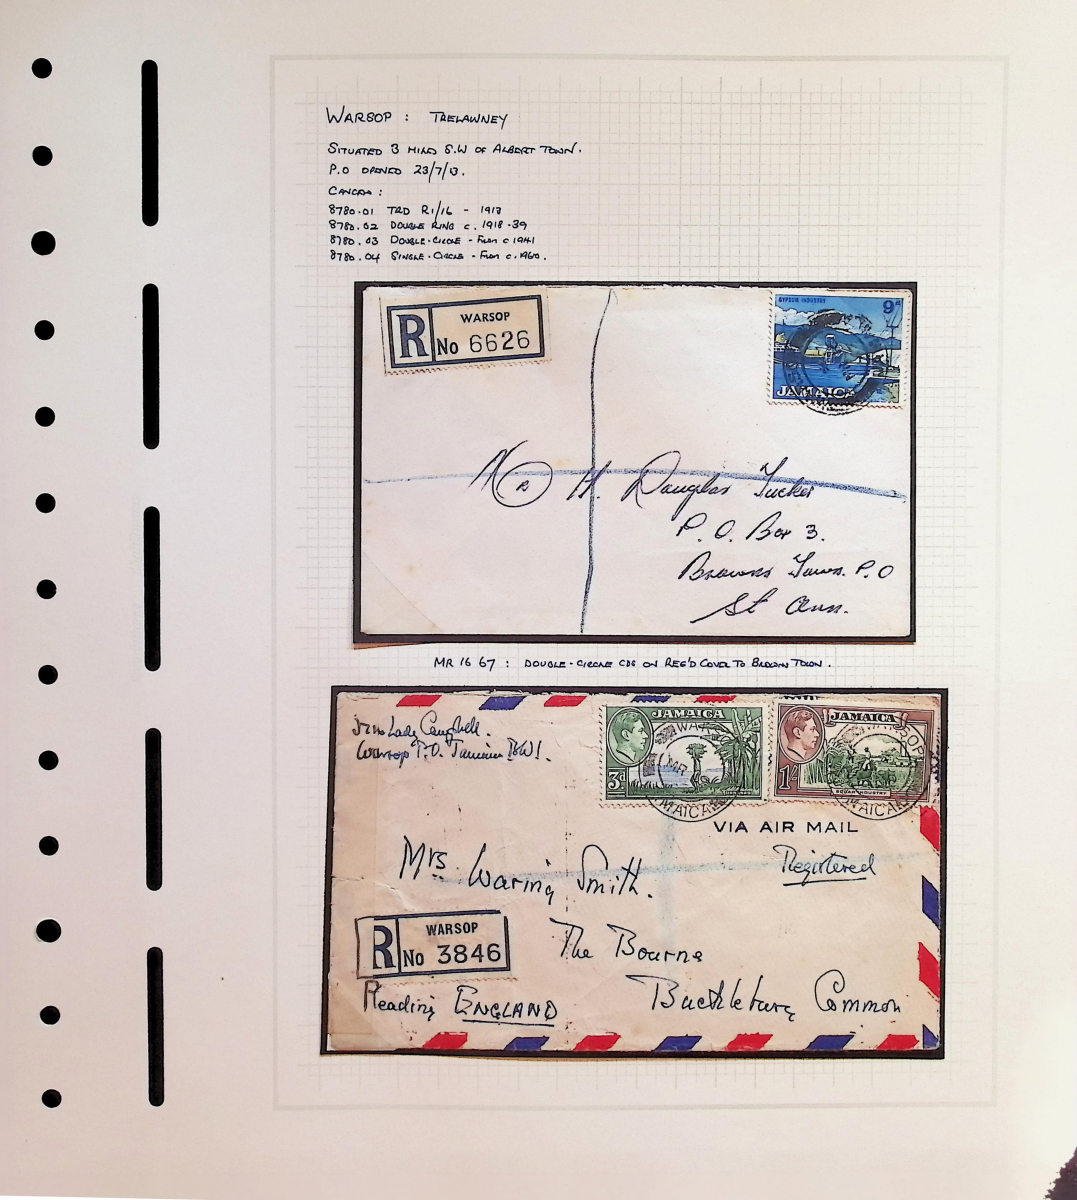 WARSOP : TRELAWNEY
SITUATED 3 MILES S.W OF ALBERT TOWN.
P.O OPENED 23/7/13.
CANCELS :
8780.01 TRD R1/16 - 1913
8780.02 DOUBLE RING c. 1918-39
8780.03 DOUBLE-CIRCLE - FROM c 1941
8780.04 SINGLE-CIRCLE - FROM c.1960.
R WARSOP
No 6626
GYPSUM INDUSTRY 9d
JAMAICA
H. Douglas Tucker
P. O. Box 3.
Browns Town. P.O
St Ann.
MR 16 67 : DOUBLE-CIRCLE CDS ON REG'D COVER TO BROWN TOWN.
Lady Campbell.
Warsop P.O. Jamaica BWI.
JAMAICA
3d
JAMAICA
1/-
SUGAR INDUSTRY
VIA AIR MAIL
Registered
Mrs Waring Smith.
R WARSOP
No 3846
The Bourne
Bucklebury Common
Reading ENGLAND